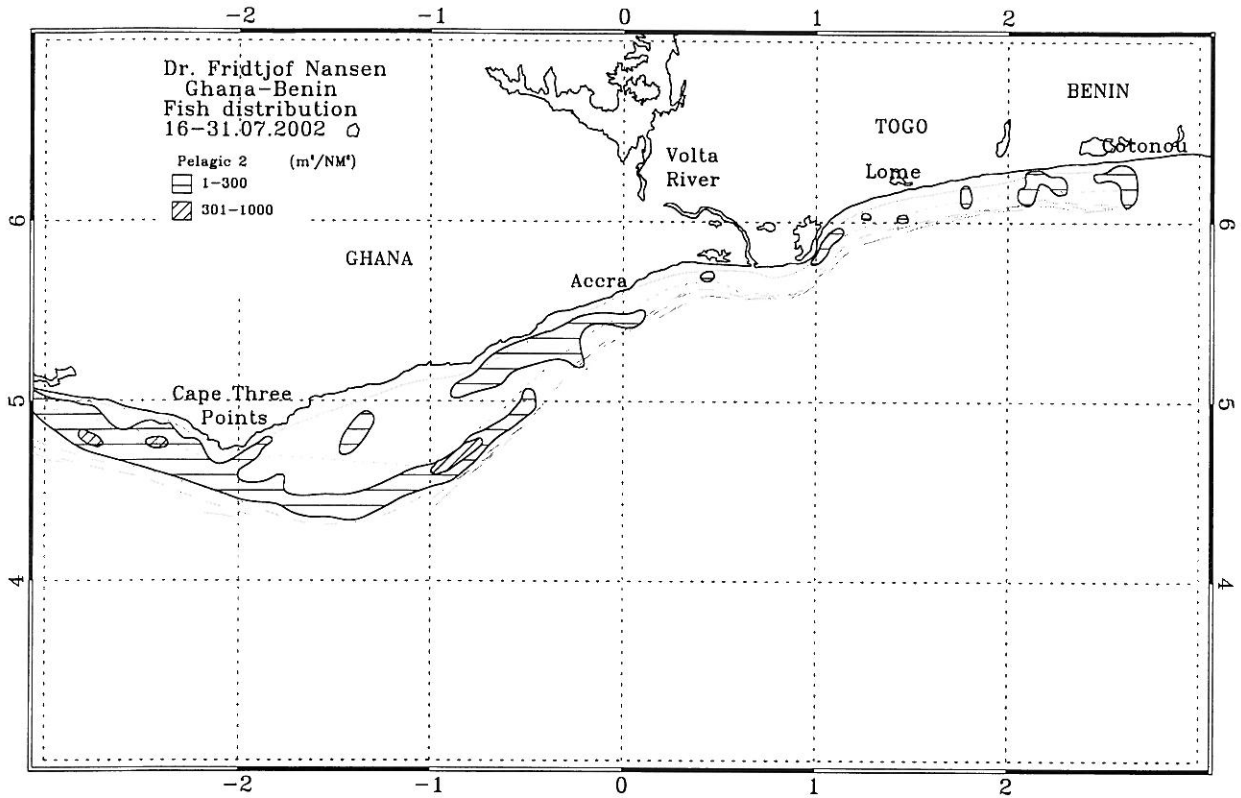 -2 -1 0 1 2
Dr. Fridtjof Nansen
Ghana-Benin
Fish distribution
16-31.07.2002
Pelagic 2 (m²/NM²)
1-300
301-1000
BENIN
TOGO
Cotonou
Volta
River
Lome
6 6
GHANA
Accra
Cape Three
Points
5 5
4 4
-2 -1 0 1 2